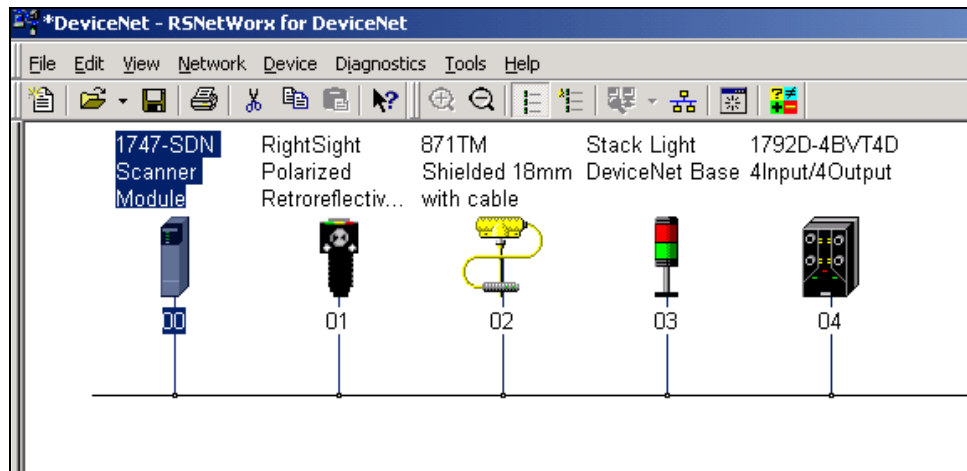 *DeviceNet - RSNetWorx for DeviceNet
File Edit View Network Device Diagnostics Tools Help
1747-SDN Scanner Module
RightSight Polarized Retroreflectiv...
871TM Shielded 18mm with cable
Stack Light DeviceNet Base
1792D-4BVT4D 4Input/4Output
00 01 02 03 04